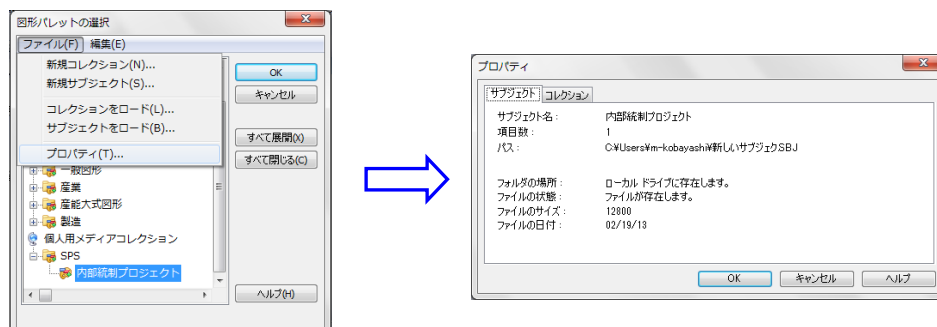 図形パレットの選択
ファイル(F) 編集(E)
新規コレクション(N)...
新規サブジェクト(S)...
コレクションをロード(L)...
サブジェクトをロード(B)...
プロパティ(T)...
一般図形
産業
産能大式図形
製造
個人用メディアコレクション
SPS
内部統制プロジェクト
OK
キャンセル
すべて展開(X)
すべて閉じる(C)
ヘルプ(H)
プロパティ
サブジェクト コレクション
サブジェクト名: 内部統制プロジェクト
項目数: 1
パス: C:¥Users¥m-kobayashi¥新しいサブジェクSBJ
フォルダの場所: ローカル ドライブに存在します。
ファイルの状態: ファイルが存在します。
ファイルのサイズ: 12800
ファイルの日付: 02/19/13
OK キャンセル ヘルプ